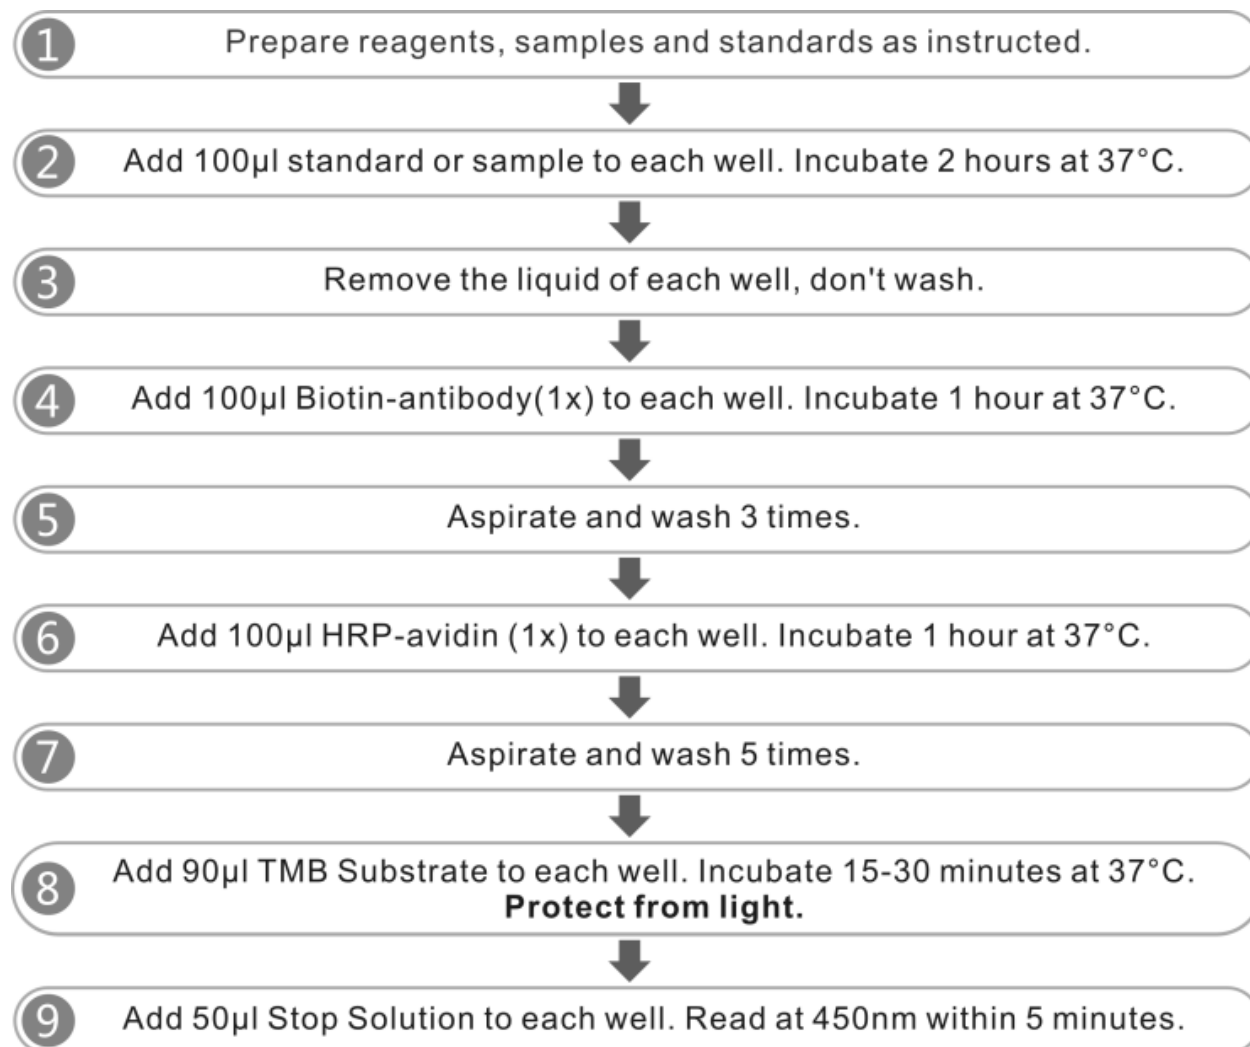 1 Prepare reagents, samples and standards as instructed.
2 Add 100µl standard or sample to each well. Incubate 2 hours at 37°C.
3 Remove the liquid of each well, don't wash.
4 Add 100µl Biotin-antibody(1x) to each well. Incubate 1 hour at 37°C.
5 Aspirate and wash 3 times.
6 Add 100µl HRP-avidin (1x) to each well. Incubate 1 hour at 37°C.
7 Aspirate and wash 5 times.
8 Add 90µl TMB Substrate to each well. Incubate 15-30 minutes at 37°C.
Protect from light.
9 Add 50µl Stop Solution to each well. Read at 450nm within 5 minutes.